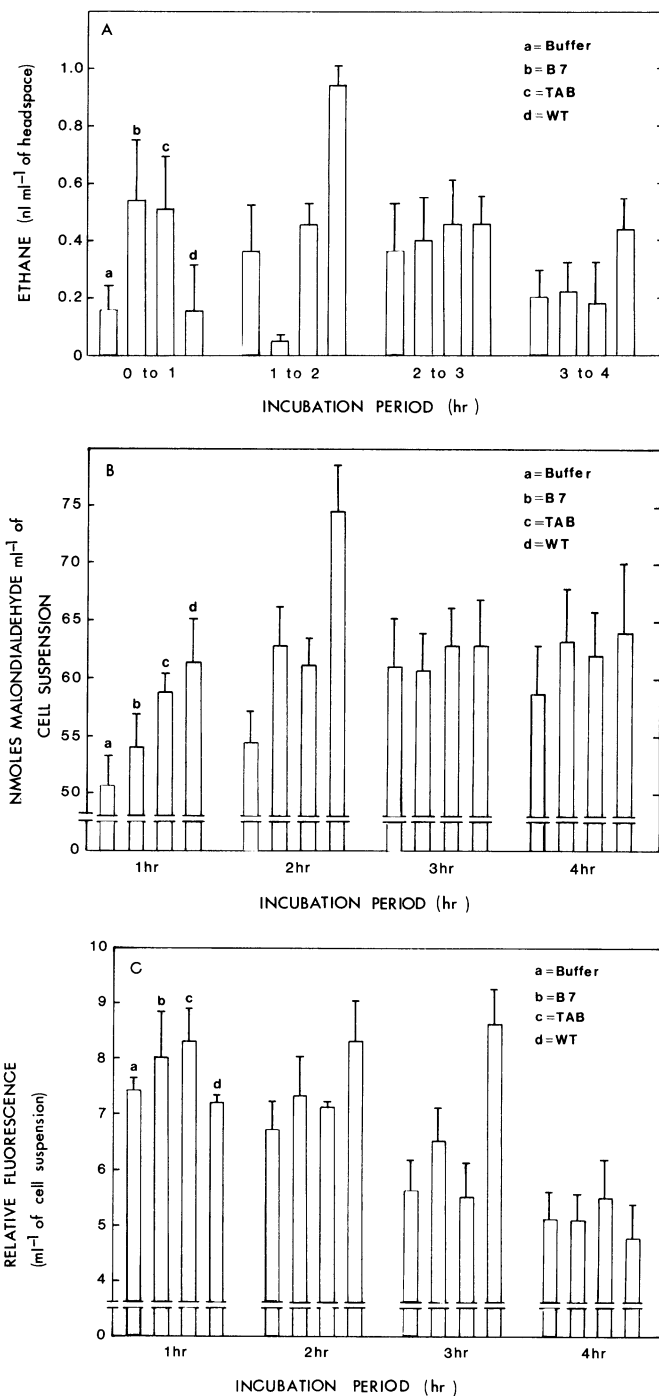 A
a = Buffer
b = B7
c = TAB
d = WT
ETHANE (nl ml⁻¹ of headspace)
1.0
0.8
0.6
0.4
0.2
0
a
b
c
d
0 to 1
1 to 2
2 to 3
3 to 4
INCUBATION PERIOD (hr)
B
a = Buffer
b = B7
c = TAB
d = WT
NMOLES MALONDIALDEHYDE ml⁻¹ of
CELL SUSPENSION
75
70
65
60
55
50
0
a
b
c
d
1hr
2hr
3hr
4hr
INCUBATION PERIOD (hr)
C
a = Buffer
b = B7
c = TAB
d = WT
RELATIVE FLUORESCENCE
(ml⁻¹ of cell suspension)
10
9
8
7
6
5
4
0
a
b
c
d
1hr
2hr
3hr
4hr
INCUBATION PERIOD (hr)